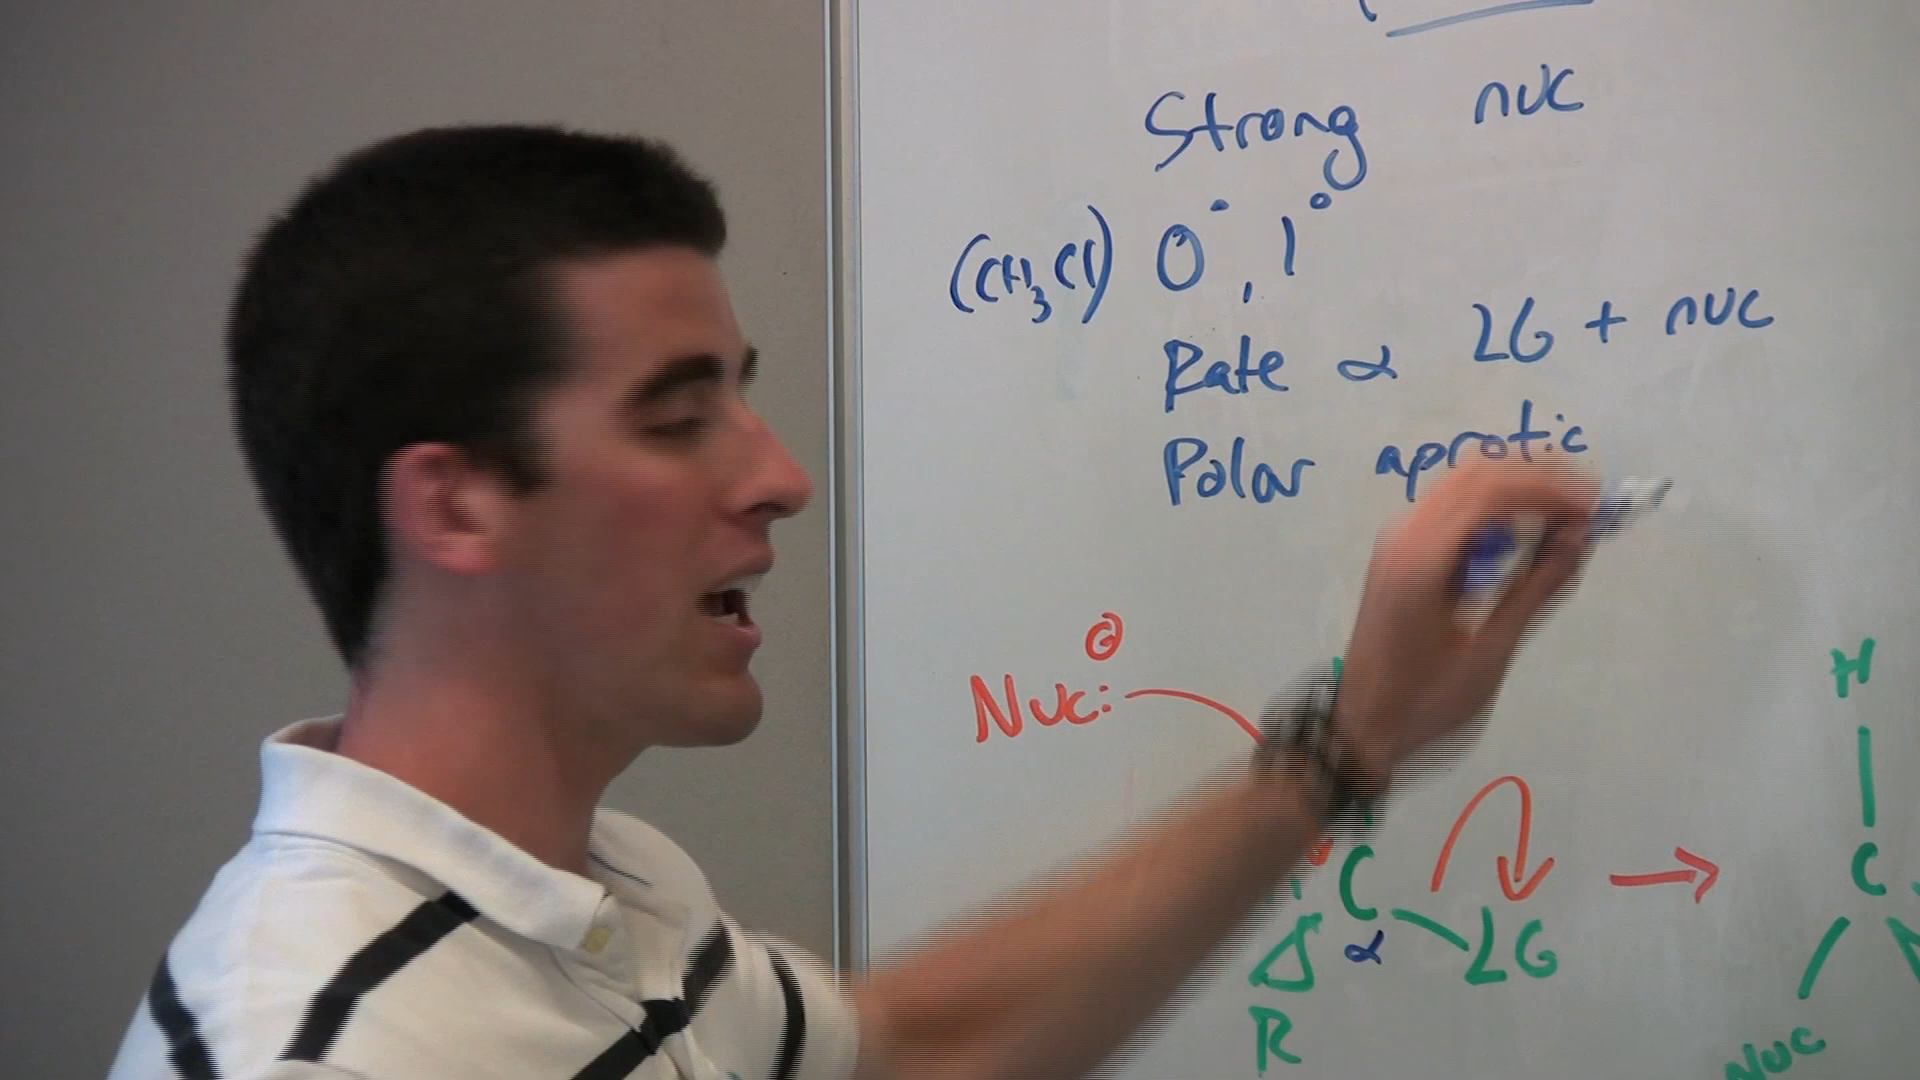 Strong nuc
(CH3Cl) 0°, 1°
Rate α LG + nuc
Polar aprotic
Nuc:
H
C
LG
C
α
R
Nuc